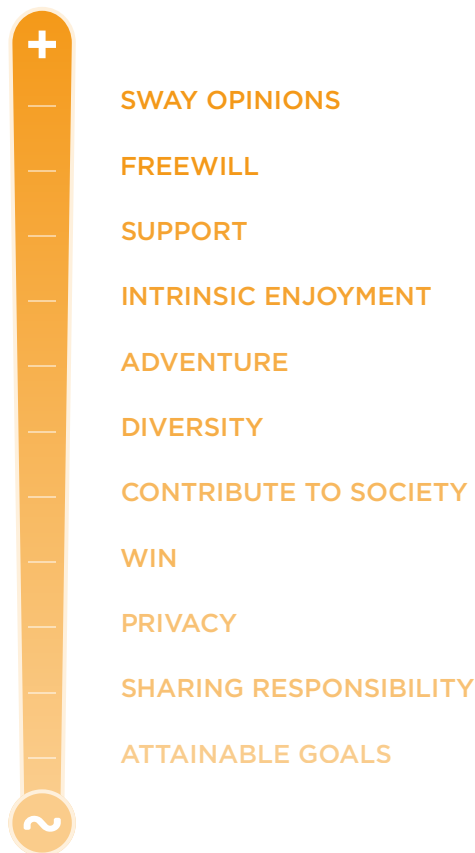 +
SWAY OPINIONS
FREEWILL
SUPPORT
INTRINSIC ENJOYMENT
ADVENTURE
DIVERSITY
CONTRIBUTE TO SOCIETY
WIN
PRIVACY
SHARING RESPONSIBILITY
ATTAINABLE GOALS
~